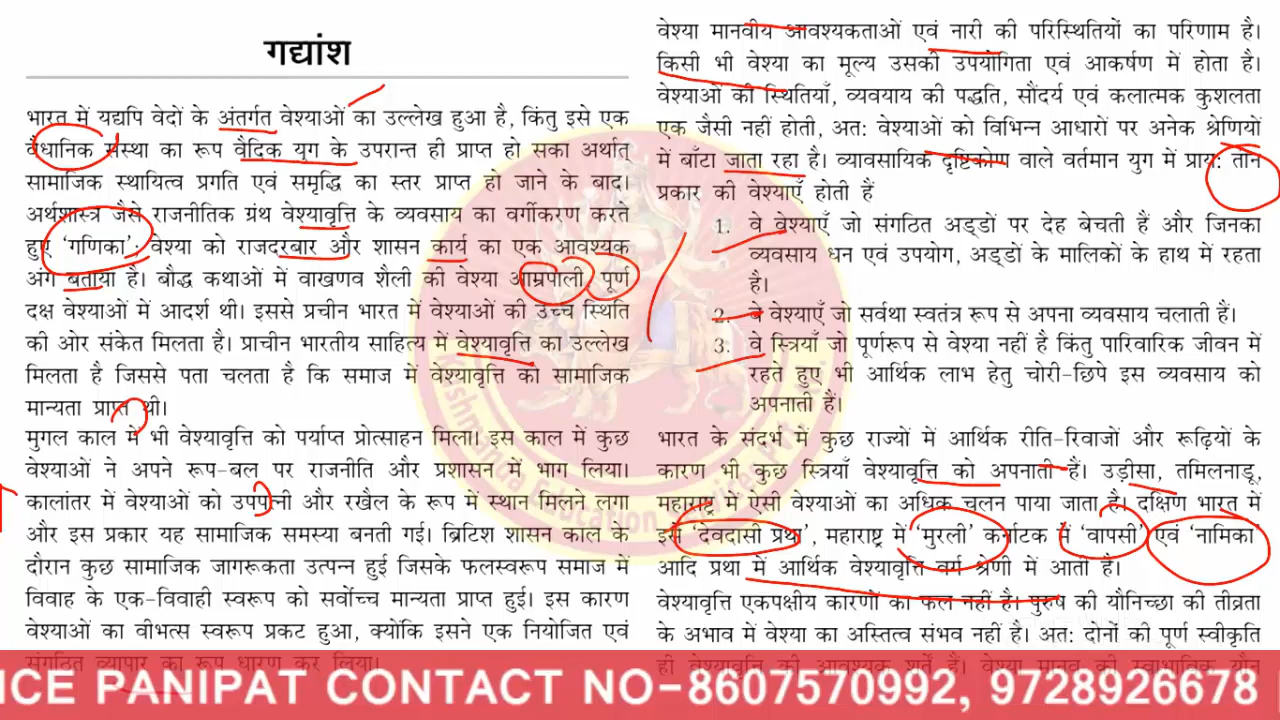 गद्यांश
भारत में यद्यपि वेदों के अंतर्गत वेश्याओं का उल्लेख हुआ है, किंतु इसे एक
वैधानिक संस्था का रूप वैदिक युग के उपरान्त ही प्राप्त हो सका अर्थात्
सामाजिक स्थायित्व प्रगति एवं समृद्धि का स्तर प्राप्त हो जाने के बाद।
अर्थशास्त्र जैसे राजनीतिक ग्रंथ वेश्यावृत्ति के व्यवसाय का वर्गीकरण करते
हुए ‘गणिका’; वेश्या को राजदरबार और शासन कार्य का एक आवश्यक
अंग बताया है। बौद्ध कथाओं में वाखणव शैली की वेश्या आम्रपाली पूर्ण
दक्ष वेश्याओं में आदर्श थी। इससे प्रचीन भारत में वेश्याओं की उच्च स्थिति
की ओर संकेत मिलता है। प्राचीन भारतीय साहित्य में वेश्यावृत्ति का उल्लेख
मिलता है जिससे पता चलता है कि समाज में वेश्यावृत्ति को सामाजिक
मान्यता प्राप्त थी।
मुगल काल में भी वेश्यावृत्ति को पर्याप्त प्रोत्साहन मिला। इस काल में कुछ
वेश्याओं ने अपने रूप-बल पर राजनीति और प्रशासन में भाग लिया।
कालांतर में वेश्याओं को उपपत्नी और रखैल के रूप में स्थान मिलने लगा
और इस प्रकार यह सामाजिक समस्या बनती गई। ब्रिटिश शासन काल के
दौरान कुछ सामाजिक जागरूकता उत्पन्न हुई जिसके फलस्वरूप समाज में
विवाह के एक-विवाही स्वरूप को सर्वोच्च मान्यता प्राप्त हुई। इस कारण
वेश्याओं का वीभत्स स्वरूप प्रकट हुआ, क्योंकि इसने एक नियोजित एवं
संगठित व्यापार का रूप धारण कर लिया।
वेश्या मानवीय आवश्यकताओं एवं नारी की परिस्थितियों का परिणाम है।
किसी भी वेश्या का मूल्य उसकी उपयोगिता एवं आकर्षण में होता है।
वेश्याओं की स्थितियाँ, व्यवयाय की पद्धति, सौंदर्य एवं कलात्मक कुशलता
एक जैसी नहीं होती, अत: वेश्याओं को विभिन्न आधारों पर अनेक श्रेणियों
में बाँटा जाता रहा है। व्यावसायिक दृष्टिकोण वाले वर्तमान युग में प्राय: तीन
प्रकार की वेश्याएँ होती हैं
1. वे वेश्याएँ जो संगठित अड्डों पर देह बेचती हैं और जिनका
व्यवसाय धन एवं उपयोग, अड्डों के मालिकों के हाथ में रहता
है।
2. वे वेश्याएँ जो सर्वथा स्वतंत्र रूप से अपना व्यवसाय चलाती हैं।
3. वे स्त्रियाँ जो पूर्णरूप से वेश्या नहीं है किंतु पारिवारिक जीवन में
रहते हुए भी आर्थिक लाभ हेतु चोरी-छिपे इस व्यवसाय को
अपनाती हैं।
भारत के संदर्भ में कुछ राज्यों में आर्थिक रीति-रिवाजों और रूढ़ियों के
कारण भी कुछ स्त्रियाँ वेश्यावृत्ति को अपनाती हैं। उड़ीसा, तमिलनाडू,
महाराष्ट्र में ऐसी वेश्याओं का अधिक चलन पाया जाता है। दक्षिण भारत में
इसे ‘देवदासी प्रथा’, महाराष्ट्र में ‘मुरली’ कर्नाटक में ‘वापसी’ एवं ‘नामिका’
आदि प्रथा में आर्थिक वेश्यावृत्ति वर्ग श्रेणी में आती है।
वेश्यावृत्ति एकपक्षीय कारणों का फल नहीं है। पुरुष की यौनिच्छा की तीव्रता
के अभाव में वेश्या का अस्तित्व संभव नहीं है। अत: दोनों की पूर्ण स्वीकृति
ही वेश्यावृत्ति की आवश्यक शर्तें हैं। वेश्या मानव की स्वाभाविक यौन
NCE PANIPAT CONTACT NO-8607570992, 9728926678